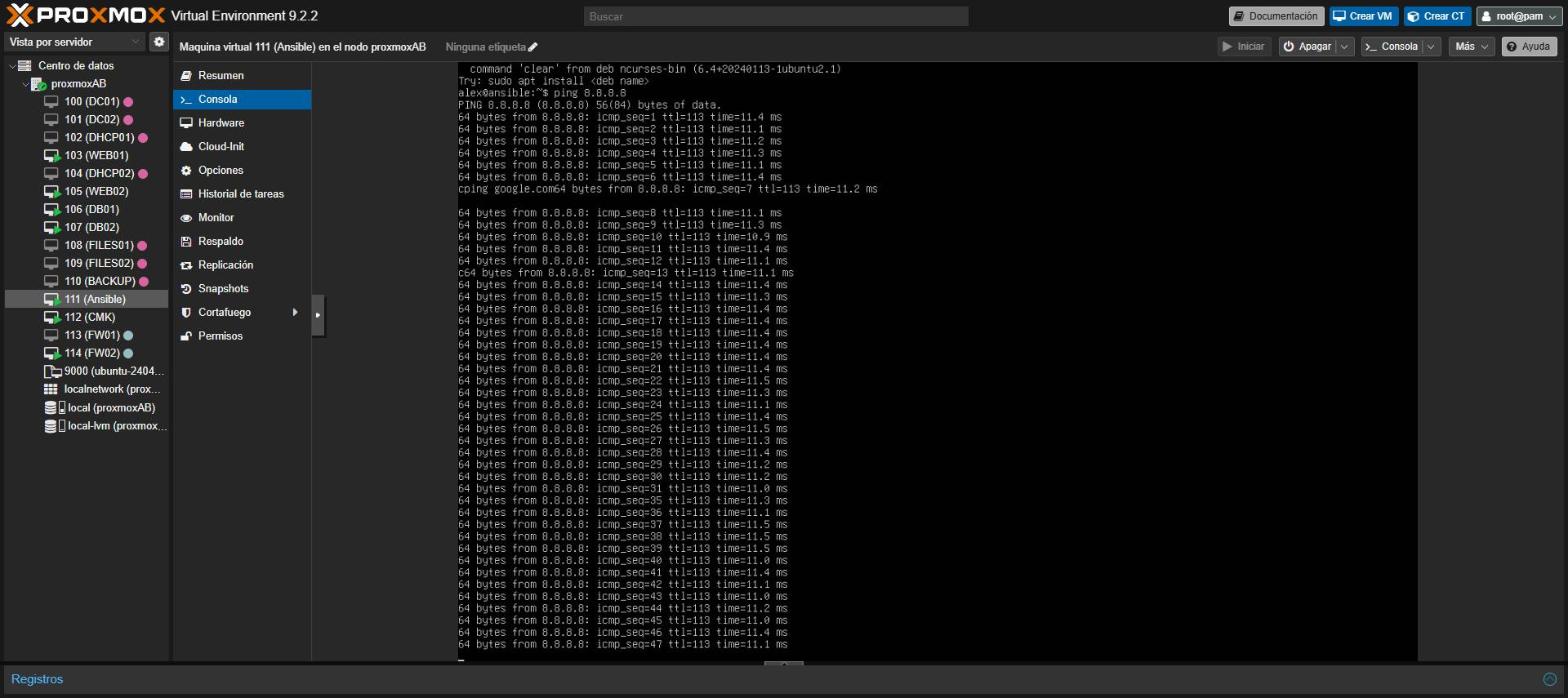 PROXMOX Virtual Environment 9.2.2
Buscar
Documentación
Crear VM
Crear CT
root@pam
Vista por servidor
Maquina virtual 111 (Ansible) en el nodo proxmoxAB
Ninguna etiqueta
Iniciar
Apagar
Consola
Más
Ayuda
Centro de datos
proxmoxAB
100 (DC01)
101 (DC02)
102 (DHCP01)
103 (WEB01)
104 (DHCP02)
105 (WEB02)
106 (DB01)
107 (DB02)
108 (FILES01)
109 (FILES02)
110 (BACKUP)
111 (Ansible)
112 (CMK)
113 (FW01)
114 (FW02)
9000 (ubuntu-2404...
localnetwork (prox...
local (proxmoxAB)
local-lvm (proxmox...
Resumen
Consola
Hardware
Cloud-Init
Opciones
Historial de tareas
Monitor
Respaldo
Replicación
Snapshots
Cortafuego
Permisos
command 'clear' from deb ncurses-bin (6.4+20240113-1ubuntu2.1)
Try: sudo apt install <deb name>
alex@ansible:~$ ping 8.8.8.8
PING 8.8.8.8 (8.8.8.8) 56(84) bytes of data.
64 bytes from 8.8.8.8: icmp_seq=1 ttl=113 time=11.4 ms
64 bytes from 8.8.8.8: icmp_seq=2 ttl=113 time=11.1 ms
64 bytes from 8.8.8.8: icmp_seq=3 ttl=113 time=11.2 ms
64 bytes from 8.8.8.8: icmp_seq=4 ttl=113 time=11.3 ms
64 bytes from 8.8.8.8: icmp_seq=5 ttl=113 time=11.1 ms
64 bytes from 8.8.8.8: icmp_seq=6 ttl=113 time=11.4 ms
cping google.com64 bytes from 8.8.8.8: icmp_seq=7 ttl=113 time=11.2 ms
64 bytes from 8.8.8.8: icmp_seq=8 ttl=113 time=11.1 ms
64 bytes from 8.8.8.8: icmp_seq=9 ttl=113 time=11.3 ms
64 bytes from 8.8.8.8: icmp_seq=10 ttl=113 time=10.9 ms
64 bytes from 8.8.8.8: icmp_seq=11 ttl=113 time=11.4 ms
64 bytes from 8.8.8.8: icmp_seq=12 ttl=113 time=11.1 ms
c64 bytes from 8.8.8.8: icmp_seq=13 ttl=113 time=11.1 ms
64 bytes from 8.8.8.8: icmp_seq=14 ttl=113 time=11.4 ms
64 bytes from 8.8.8.8: icmp_seq=15 ttl=113 time=11.3 ms
64 bytes from 8.8.8.8: icmp_seq=16 ttl=113 time=11.4 ms
64 bytes from 8.8.8.8: icmp_seq=17 ttl=113 time=11.4 ms
64 bytes from 8.8.8.8: icmp_seq=18 ttl=113 time=11.4 ms
64 bytes from 8.8.8.8: icmp_seq=19 ttl=113 time=11.4 ms
64 bytes from 8.8.8.8: icmp_seq=20 ttl=113 time=11.4 ms
64 bytes from 8.8.8.8: icmp_seq=21 ttl=113 time=11.4 ms
64 bytes from 8.8.8.8: icmp_seq=22 ttl=113 time=11.5 ms
64 bytes from 8.8.8.8: icmp_seq=23 ttl=113 time=11.3 ms
64 bytes from 8.8.8.8: icmp_seq=24 ttl=113 time=11.1 ms
64 bytes from 8.8.8.8: icmp_seq=25 ttl=113 time=11.4 ms
64 bytes from 8.8.8.8: icmp_seq=26 ttl=113 time=11.5 ms
64 bytes from 8.8.8.8: icmp_seq=27 ttl=113 time=11.3 ms
64 bytes from 8.8.8.8: icmp_seq=28 ttl=113 time=11.4 ms
64 bytes from 8.8.8.8: icmp_seq=29 ttl=113 time=11.2 ms
64 bytes from 8.8.8.8: icmp_seq=30 ttl=113 time=11.2 ms
64 bytes from 8.8.8.8: icmp_seq=31 ttl=113 time=11.0 ms
64 bytes from 8.8.8.8: icmp_seq=35 ttl=113 time=11.3 ms
64 bytes from 8.8.8.8: icmp_seq=36 ttl=113 time=11.1 ms
64 bytes from 8.8.8.8: icmp_seq=37 ttl=113 time=11.5 ms
64 bytes from 8.8.8.8: icmp_seq=38 ttl=113 time=11.5 ms
64 bytes from 8.8.8.8: icmp_seq=39 ttl=113 time=11.5 ms
64 bytes from 8.8.8.8: icmp_seq=40 ttl=113 time=11.0 ms
64 bytes from 8.8.8.8: icmp_seq=41 ttl=113 time=11.4 ms
64 bytes from 8.8.8.8: icmp_seq=42 ttl=113 time=11.1 ms
64 bytes from 8.8.8.8: icmp_seq=43 ttl=113 time=11.0 ms
64 bytes from 8.8.8.8: icmp_seq=44 ttl=113 time=11.2 ms
64 bytes from 8.8.8.8: icmp_seq=45 ttl=113 time=11.0 ms
64 bytes from 8.8.8.8: icmp_seq=46 ttl=113 time=11.4 ms
64 bytes from 8.8.8.8: icmp_seq=47 ttl=113 time=11.1 ms
Registros